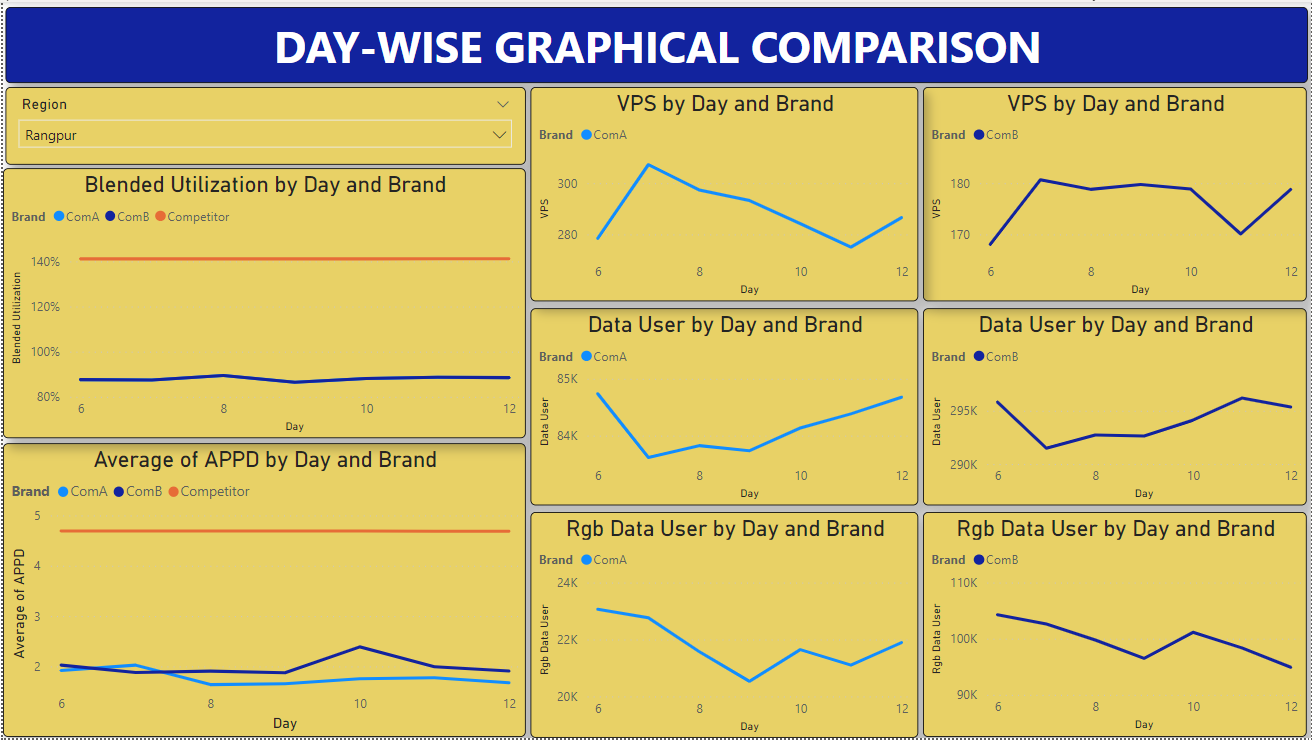 DAY-WISE GRAPHICAL COMPARISON
Region
Rangpur
Blended Utilization by Day and Brand
Brand ComA ComB Competitor
Blended Utilization
140%
120%
100%
80%
6 8 10 12
Day
Average of APPD by Day and Brand
Brand ComA ComB Competitor
Average of APPD
5
4
3
2
6 8 10 12
Day
VPS by Day and Brand
Brand ComA
VPS
300
280
6 8 10 12
Day
VPS by Day and Brand
Brand ComB
VPS
180
170
6 8 10 12
Day
Data User by Day and Brand
Brand ComA
Data User
85K
84K
6 8 10 12
Day
Data User by Day and Brand
Brand ComB
Data User
295K
290K
6 8 10 12
Day
Rgb Data User by Day and Brand
Brand ComA
Rgb Data User
24K
22K
20K
6 8 10 12
Day
Rgb Data User by Day and Brand
Brand ComB
Rgb Data User
110K
100K
90K
6 8 10 12
Day